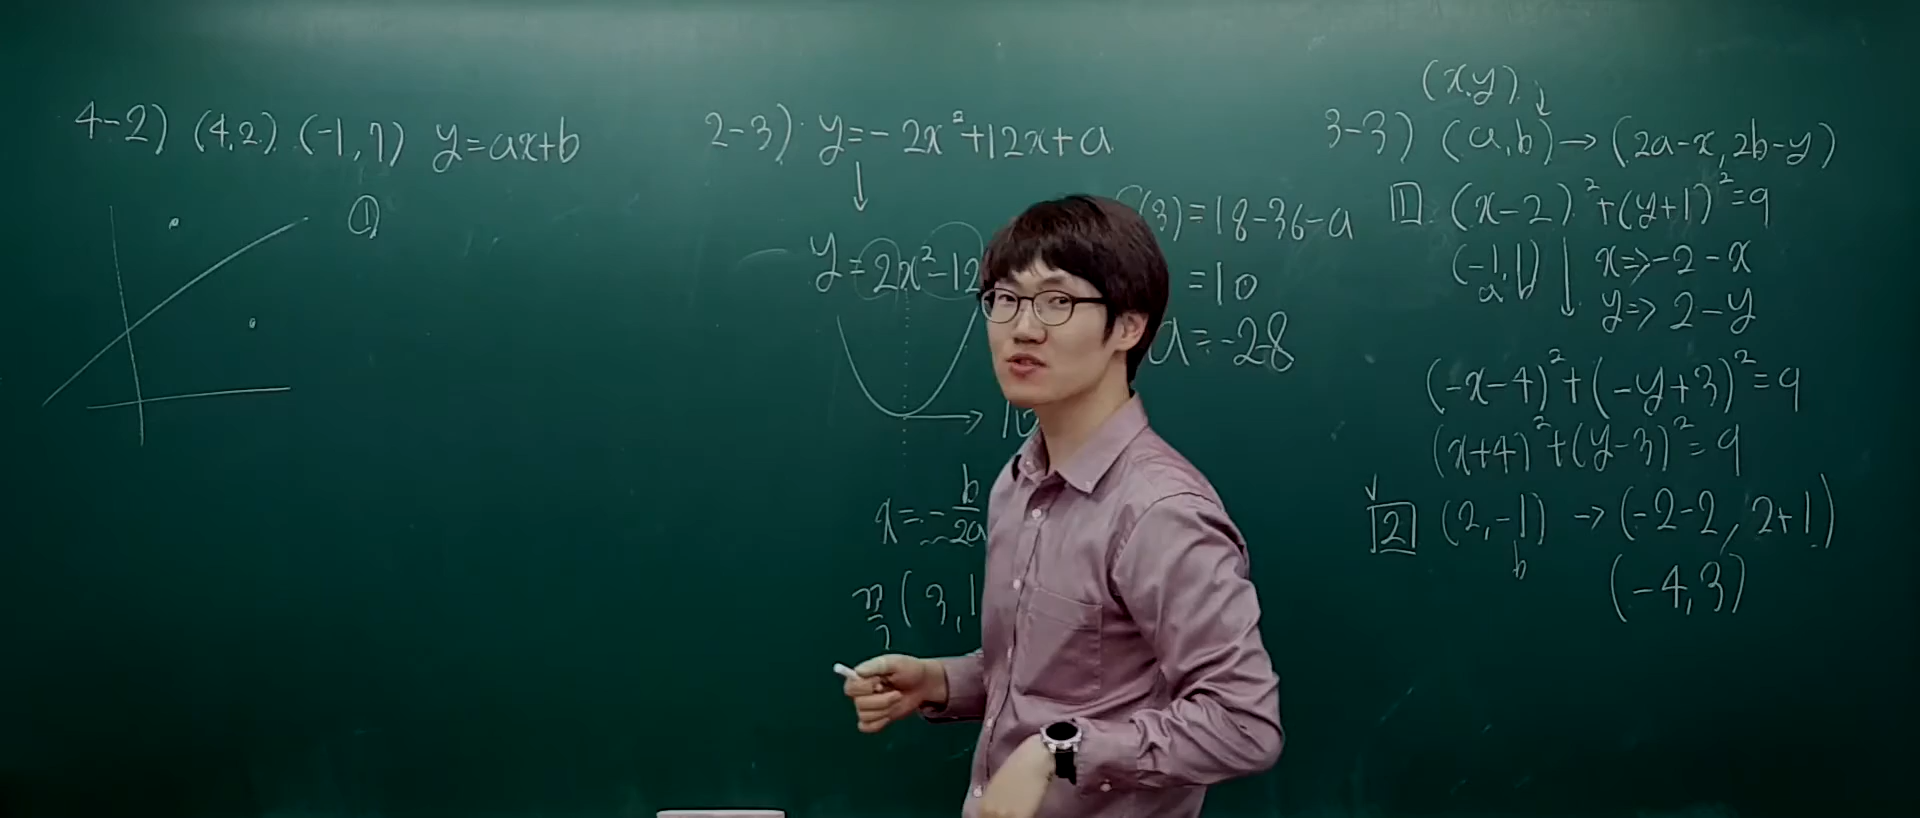 4-2) (4,2) (-1,7) y=ax+b
①
2-3) y=-2x²+12x+a
y=2x²-12
(3)=18-36-a
=10
a=-28
10
x=-b/2a
(3,1
(x,y)
3-3) (a,b)→(2a-x,2b-y)
1 (x-2)²+(y+1)²=9
(-1,1) x⇒-2-x
a b y⇒2-y
(-x-4)²+(-y+3)²=9
(x+4)²+(y-3)²=9
2 (2,-1)→(-2-2,2+1)
b
(-4,3)